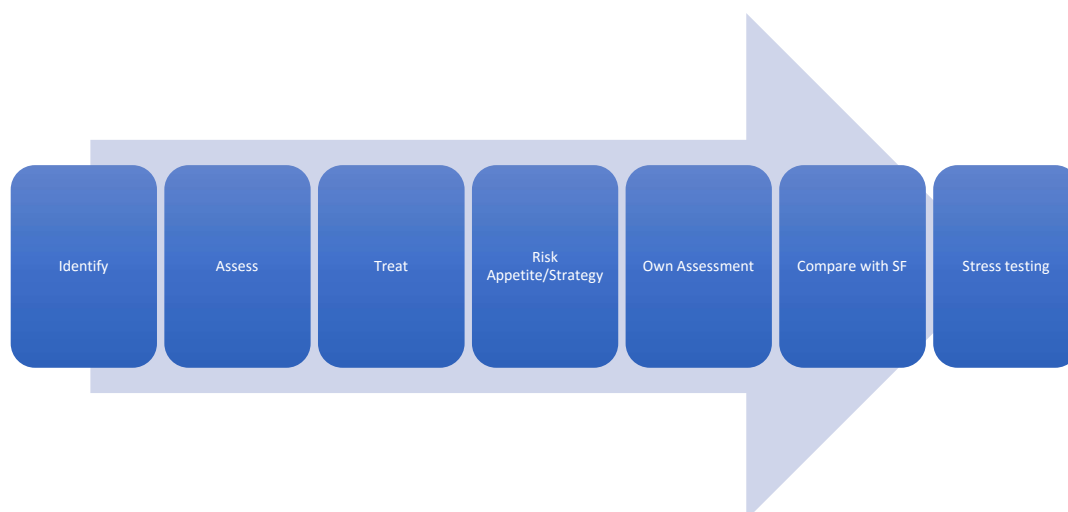 Identify
Assess
Treat
Risk
Appetite/Strategy
Own Assessment
Compare with SF
Stress testing